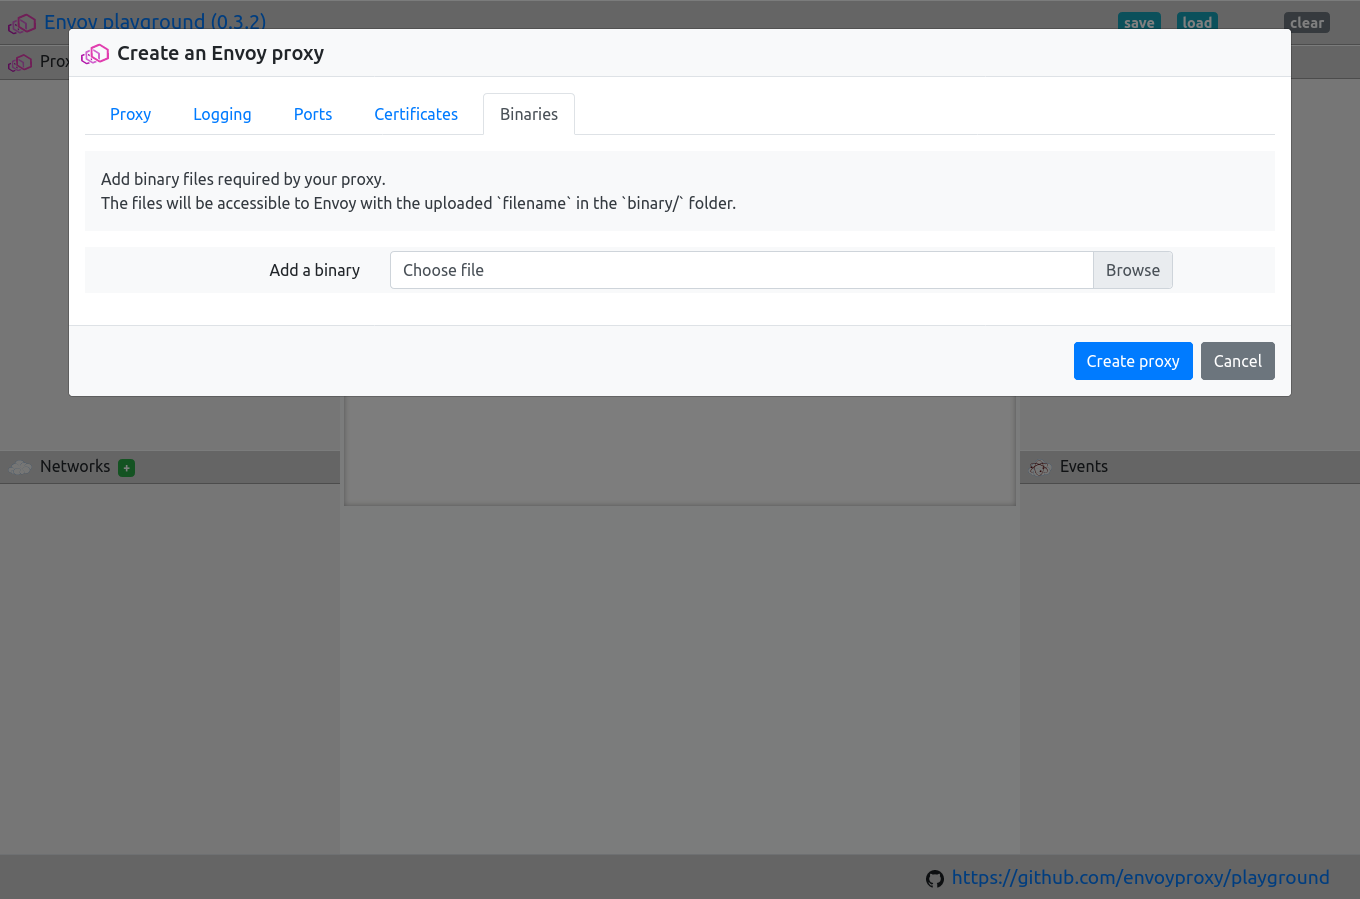 Envoy playground (0.3.2)
save
load
clear
Create an Envoy proxy
Proxy
Logging
Ports
Certificates
Binaries
Add binary files required by your proxy.
The files will be accessible to Envoy with the uploaded `filename` in the `binary/` folder.
Add a binary
Choose file
Browse
Create proxy
Cancel
Networks
+
Events
https://github.com/envoyproxy/playground